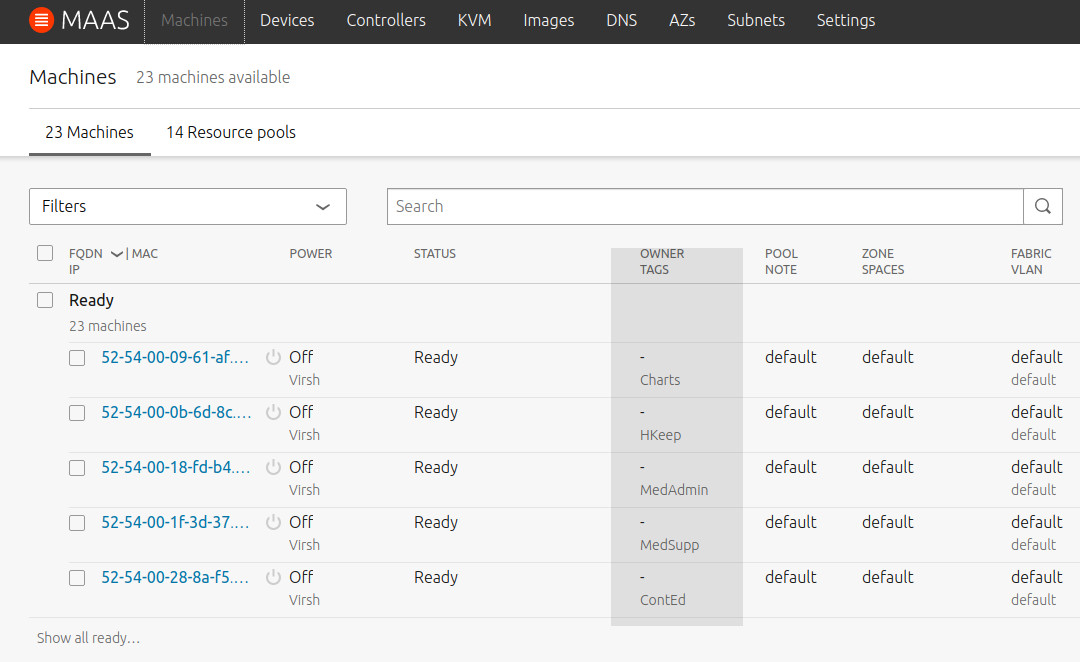 MAAS Machines Devices Controllers KVM Images DNS AZs Subnets Settings
Machines 23 machines available
23 Machines 14 Resource pools
Filters Search
FQDN | MAC POWER STATUS OWNER POOL ZONE FABRIC
IP TAGS NOTE SPACES VLAN
Ready
23 machines
52-54-00-09-61-af.… Off Ready - default default default
Virsh Charts default
52-54-00-0b-6d-8c.… Off Ready - default default default
Virsh HKeep default
52-54-00-18-fd-b4.… Off Ready - default default default
Virsh MedAdmin default
52-54-00-1f-3d-37.… Off Ready - default default default
Virsh MedSupp default
52-54-00-28-8a-f5.… Off Ready - default default default
Virsh ContEd default
Show all ready…